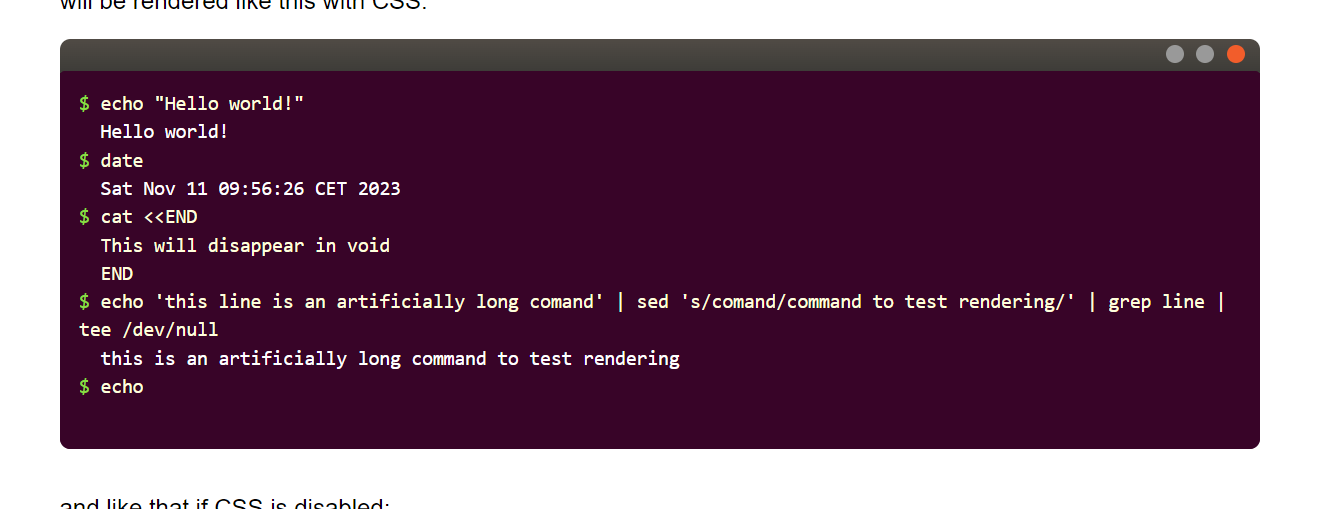 will be rendered like this with CSS:
$ echo "Hello world!"
  Hello world!
$ date
  Sat Nov 11 09:56:26 CET 2023
$ cat <<END
  This will disappear in void
  END
$ echo 'this line is an artificially long comand' | sed 's/comand/command to test rendering/' | grep line |
tee /dev/null
  this is an artificially long command to test rendering
$ echo
and like that if CSS is disabled: